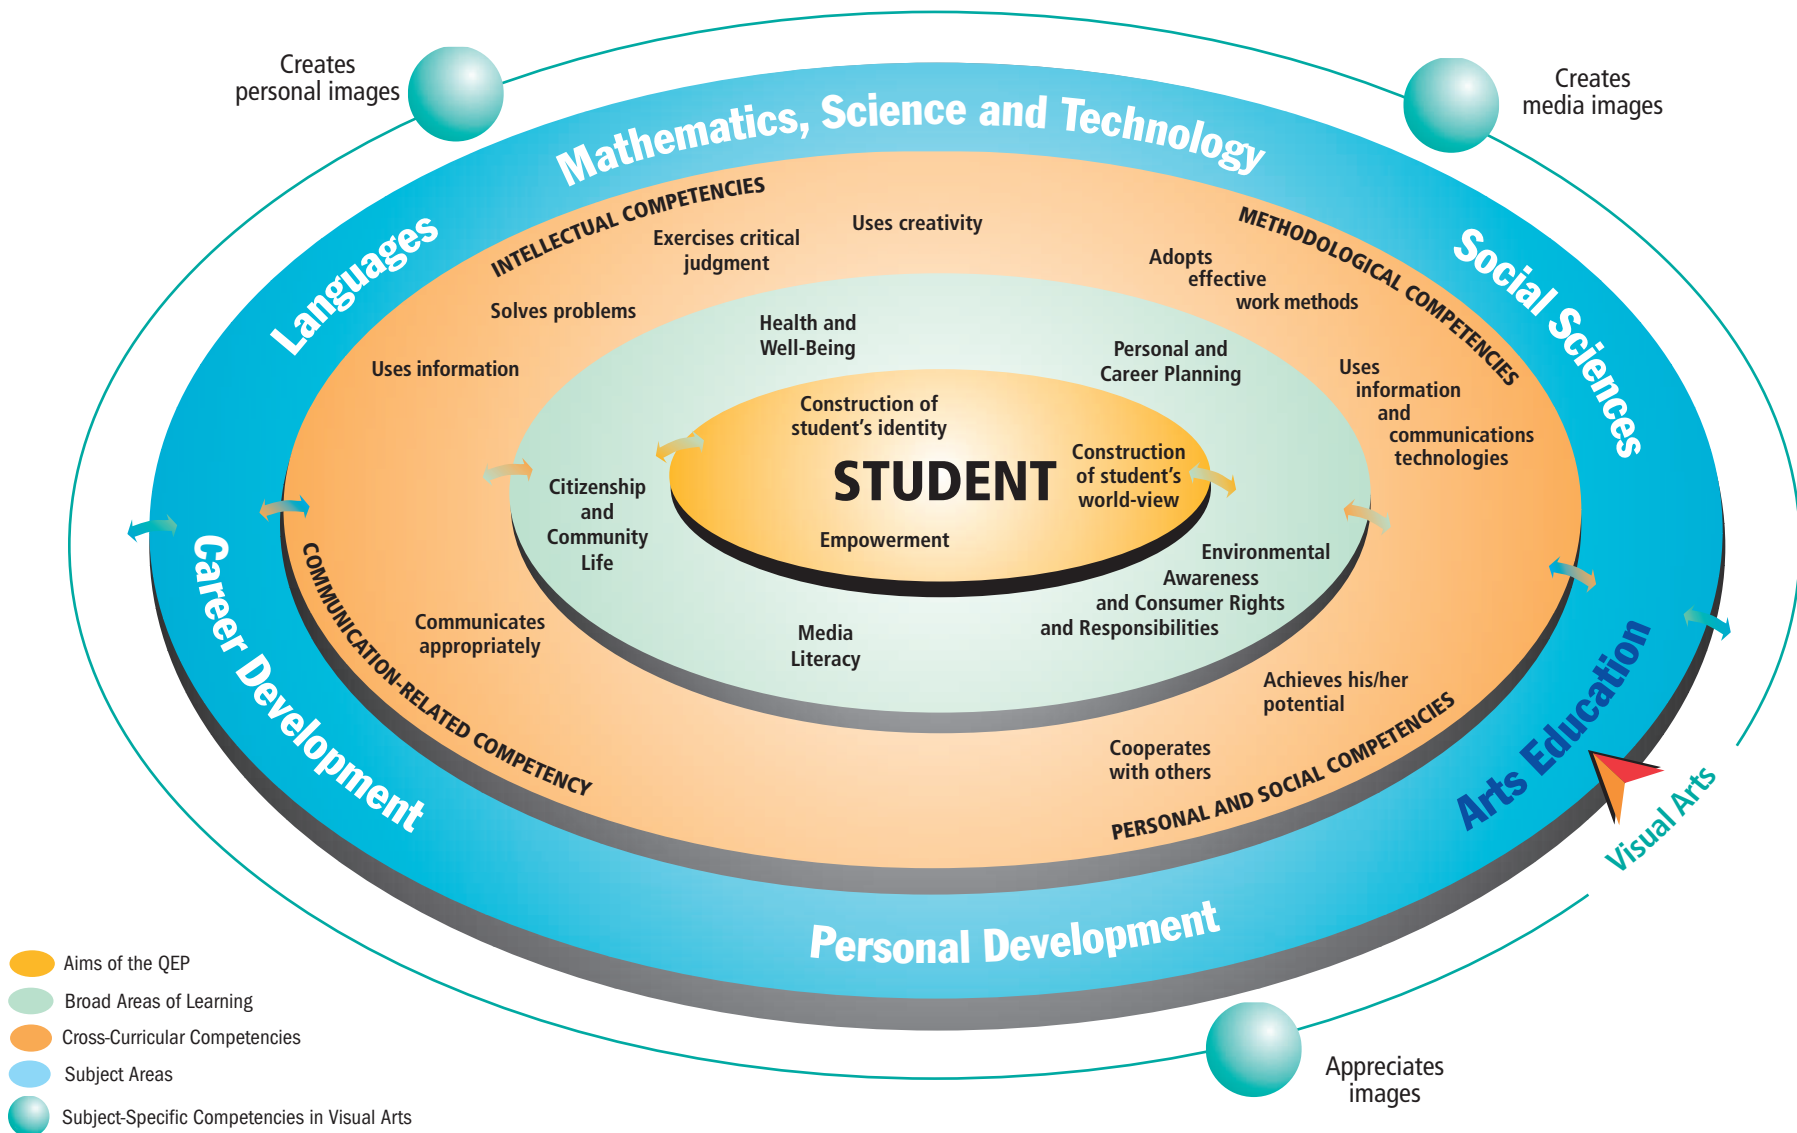 Creates
personal images
Creates
media images
Mathematics, Science and Technology
Languages
Social Sciences
INTELLECTUAL COMPETENCIES
METHODOLOGICAL COMPETENCIES
Uses creativity
Exercises critical
judgment
Solves problems
Uses information
Adopts
effective
work methods
Uses
information
and
communications
technologies
Health and
Well-Being
Personal and
Career Planning
Construction of
student's identity
STUDENT
Construction
of student's
world-view
Empowerment
Citizenship
and
Community
Life
Environmental
Awareness
and Consumer Rights
and Responsibilities
Media
Literacy
Communicates
appropriately
COMMUNICATION-RELATED COMPETENCY
Achieves his/her
potential
Cooperates
with others
PERSONAL AND SOCIAL COMPETENCIES
Career Development
Arts Education
Visual Arts
Personal Development
Appreciates
images
Aims of the QEP
Broad Areas of Learning
Cross-Curricular Competencies
Subject Areas
Subject-Specific Competencies in Visual Arts